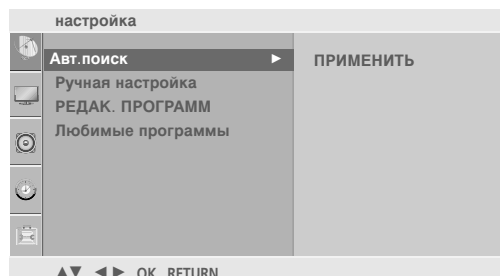 настройка
Авт.поиск ► ПРИМЕНИТЬ
Ручная настройка
РЕДАК. ПРОГРАММ
Любимые программы
▲▼ ◄► OK RETURN